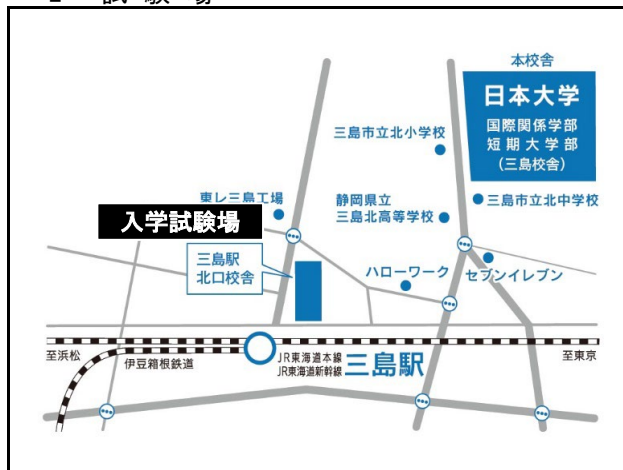 本校舎
日本大学
国際関係学部
短期大学部
(三島校舎)
三島市立北小学校
東レ三島工場
静岡県立
三島北高等学校
三島市立北中学校
入学試験場
三島駅
北口校舎
ハローワーク
セブンイレブン
至浜松
伊豆箱根鉄道
JR東海道本線
JR東海道新幹線
三島駅
至東京